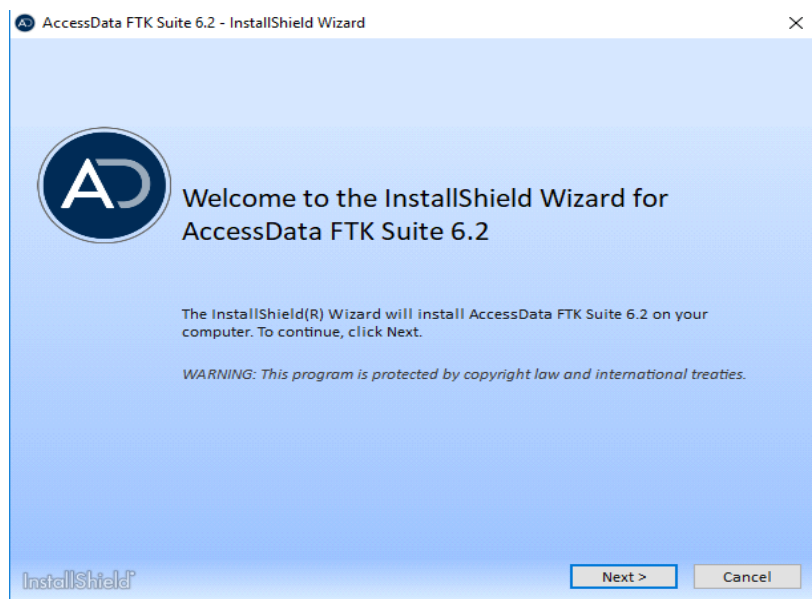 AccessData FTK Suite 6.2 - InstallShield Wizard
AD
Welcome to the InstallShield Wizard for
AccessData FTK Suite 6.2
The InstallShield(R) Wizard will install AccessData FTK Suite 6.2 on your
computer. To continue, click Next.
WARNING: This program is protected by copyright law and international treaties.
InstallShield
Next >
Cancel